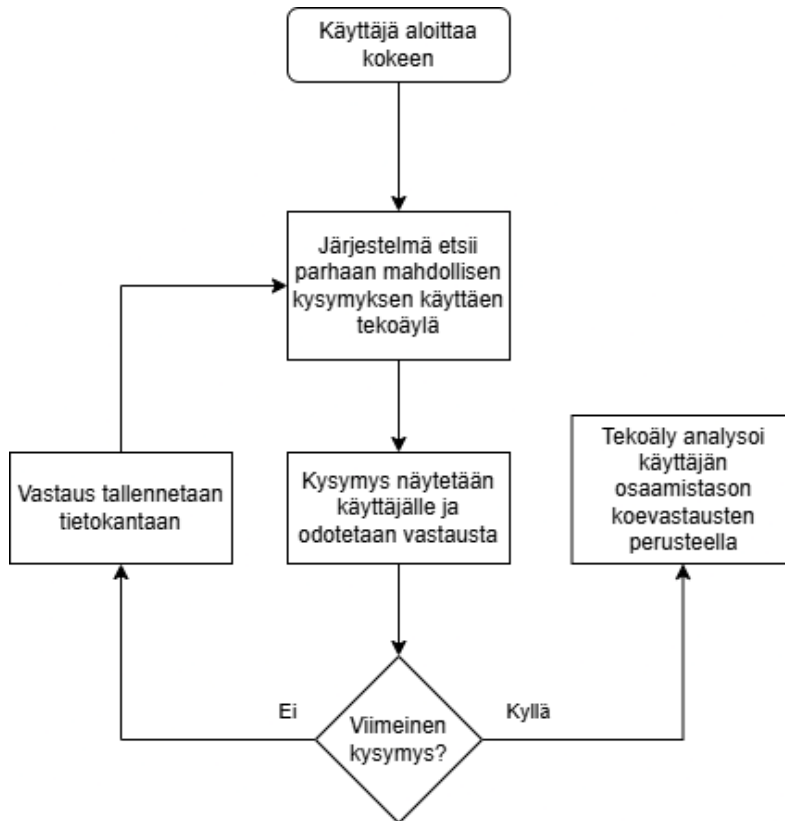 Käyttäjä aloittaa
kokeen
Järjestelmä etsii
parhaan mahdollisen
kysymyksen käyttäen
tekoäylä
Vastaus tallennetaan
tietokantaan
Kysymys näytetään
käyttäjälle ja
odotetaan vastausta
Tekoäly analysoi
käyttäjän
osaamistason
koevastausten
perusteella
Ei
Viimeinen
kysymys?
Kyllä